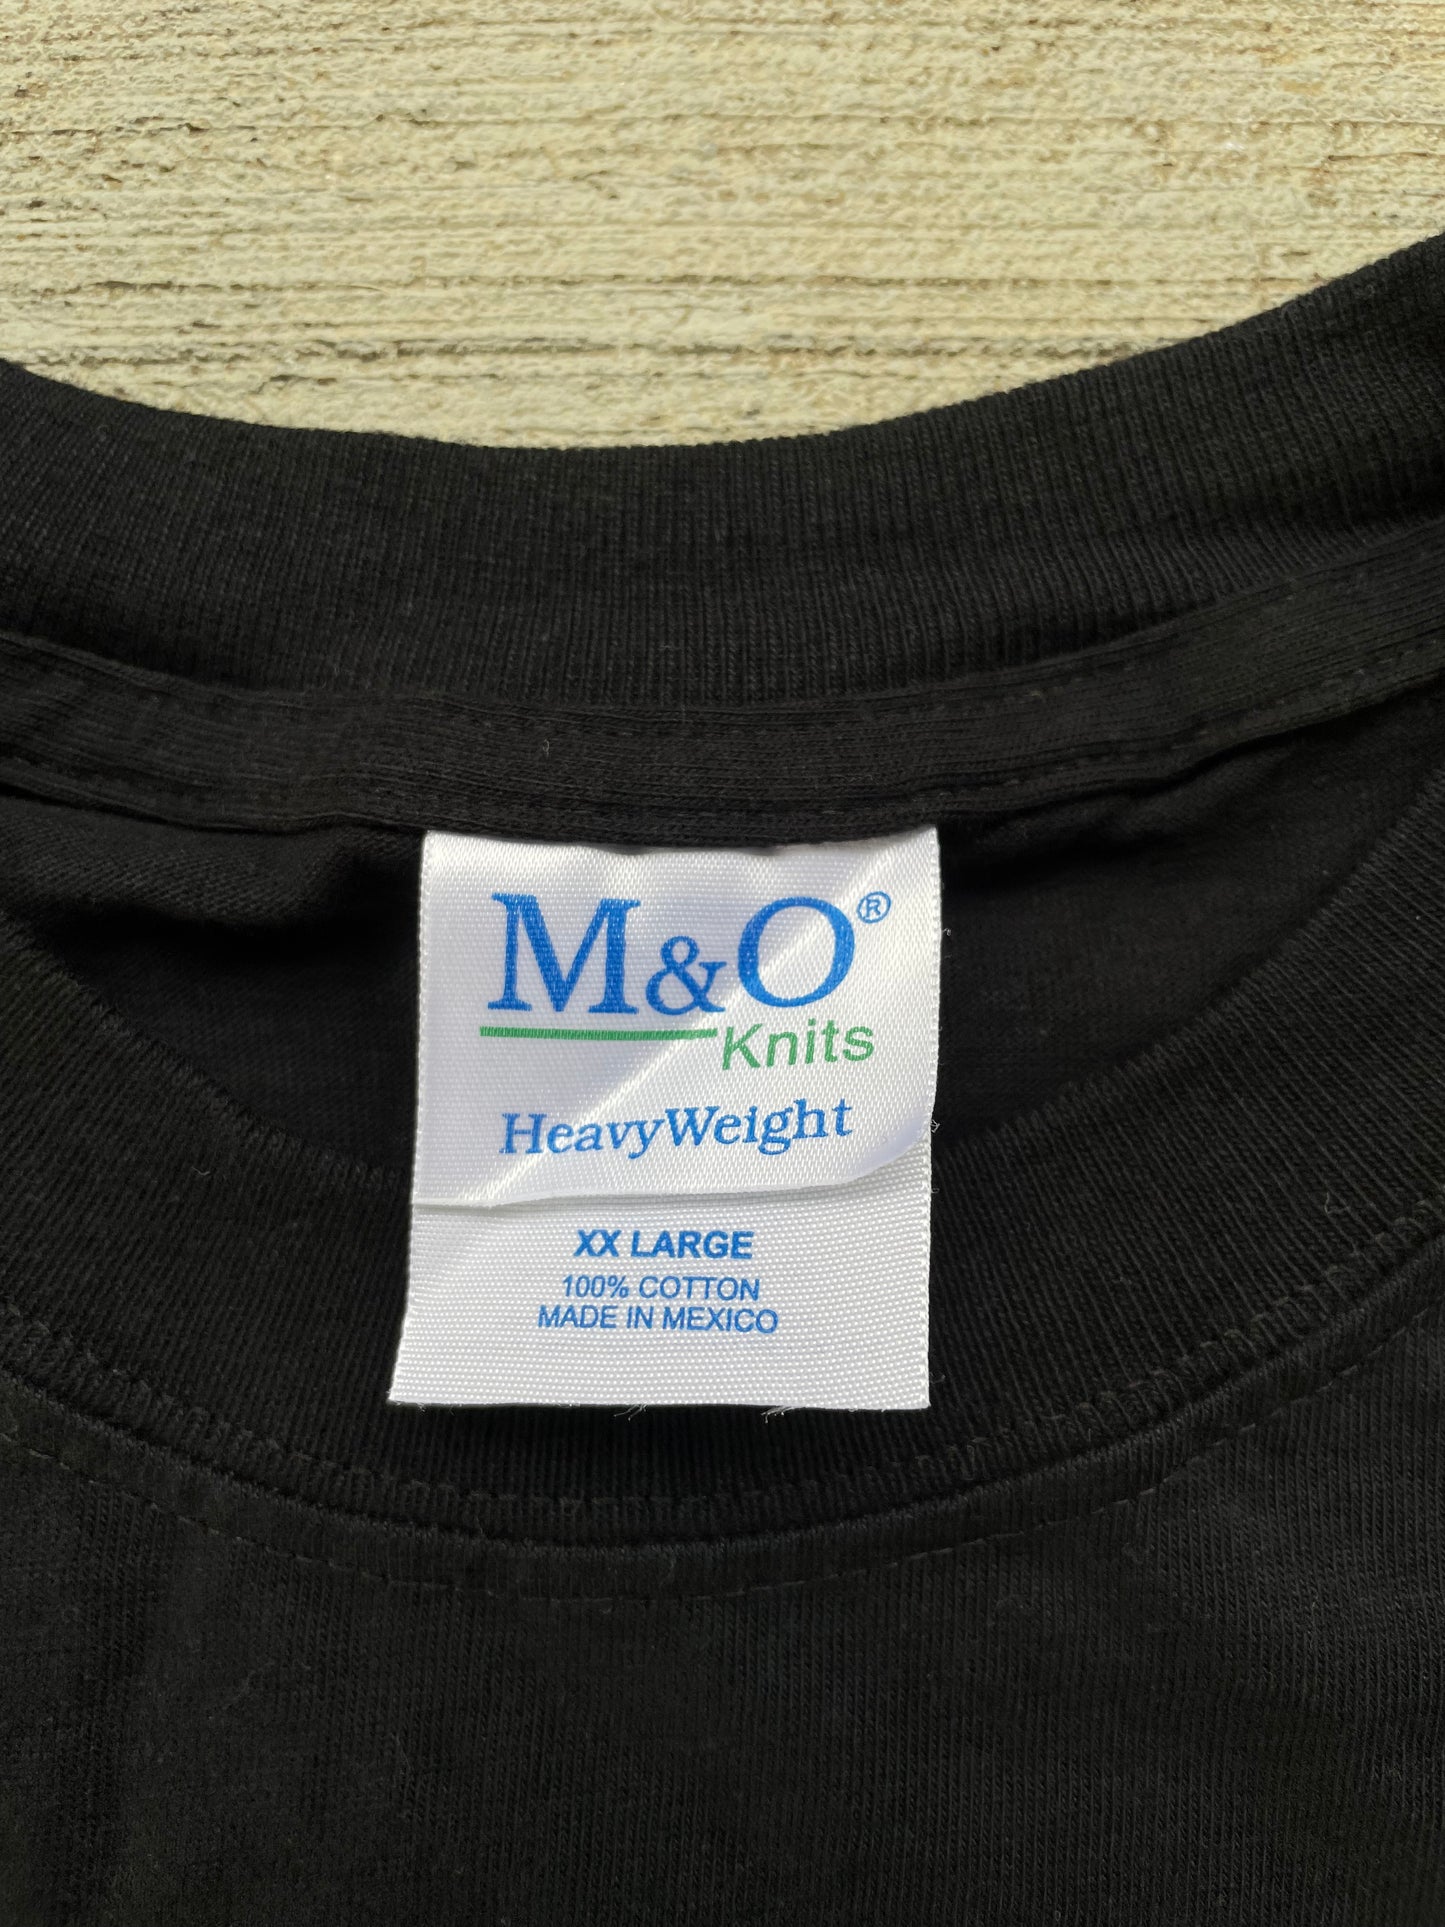 M&O®
Knits
HeavyWeight
XX LARGE
100% COTTON
MADE IN MEXICO